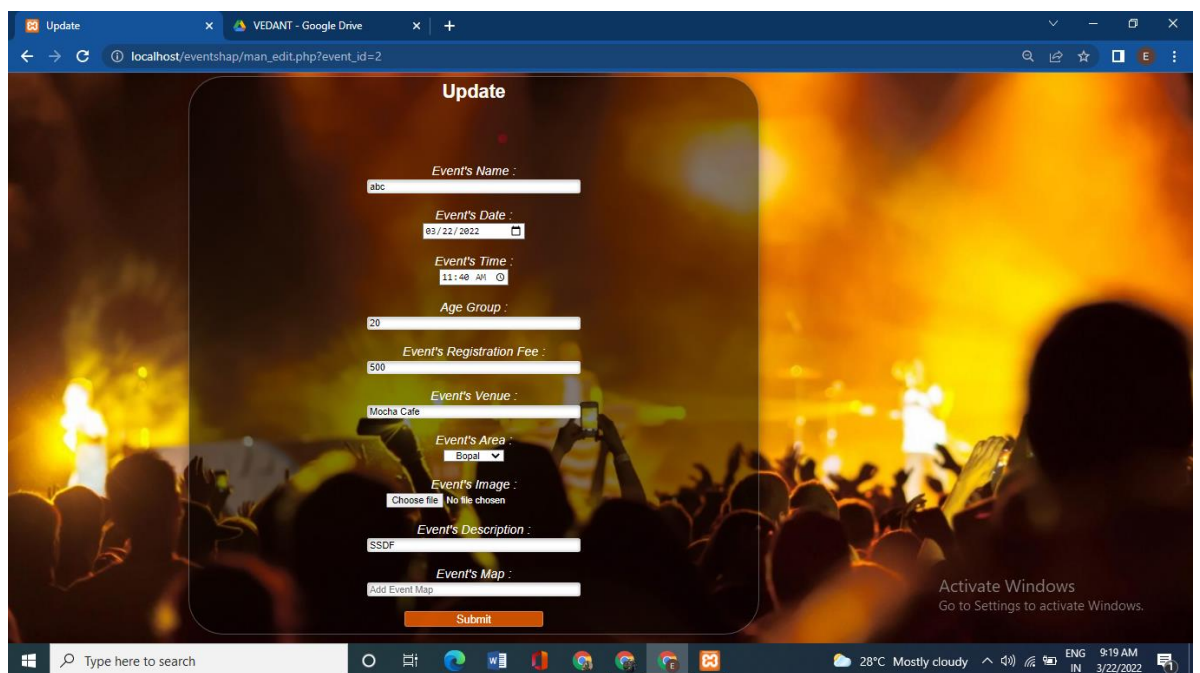 Update
VEDANT - Google Drive
localhost/eventshap/man_edit.php?event_id=2
E
Update
Event's Name :
abc
Event's Date :
03/22/2022
Event's Time :
11:40 AM
Age Group :
20
Event's Registration Fee :
500
Event's Venue :
Mocha Cafe
Event's Area :
Bopal
Event's Image :
Choose file No file chosen
Event's Description :
SSDF
Event's Map :
Add Event Map
Submit
Activate Windows
Go to Settings to activate Windows.
Type here to search
28°C Mostly cloudy
ENG
IN
9:19 AM
3/22/2022